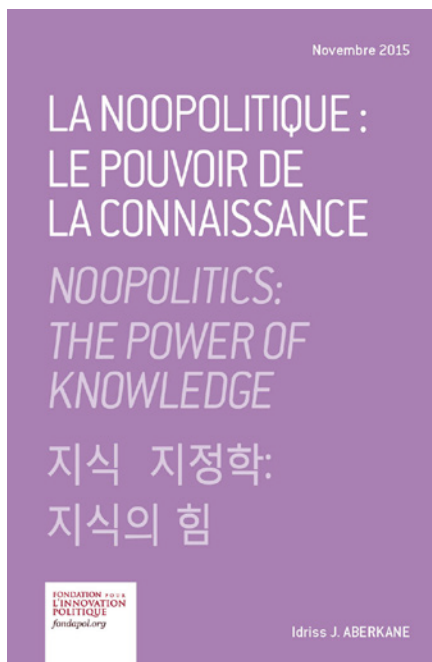 Novembre 2015
LA NOOPOLITIQUE :
LE POUVOIR DE
LA CONNAISSANCE
NOOPOLITICS:
THE POWER OF
KNOWLEDGE
지식 지정학:
지식의 힘
FONDATION POUR
L'INNOVATION
POLITIQUE
fondapol.org
Idriss J. ABERKANE